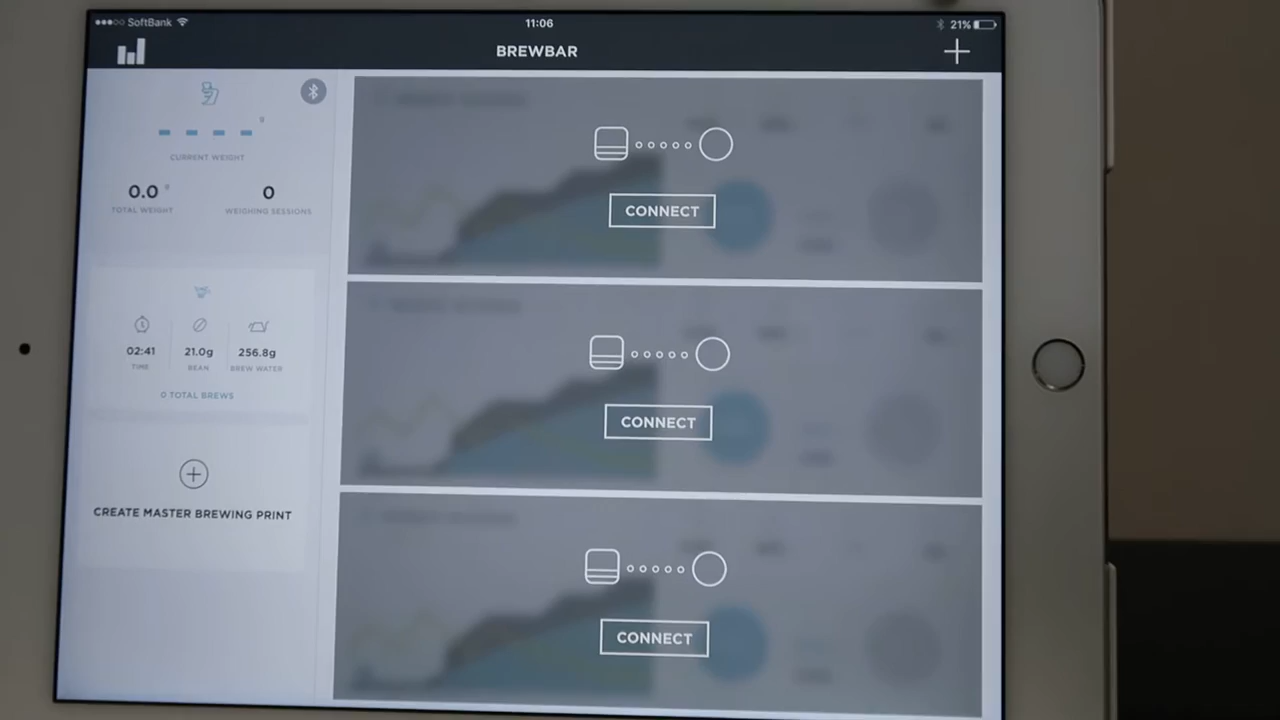 SoftBank
11:06
21%
BREWBAR
g
CURRENT WEIGHT
0.0 g
0
TOTAL WEIGHT
WEIGHING SESSIONS
02:41
21.0g
256.8g
TIME
BEAN
BREW WATER
0 TOTAL BREWS
CREATE MASTER BREWING PRINT
CONNECT
CONNECT
CONNECT